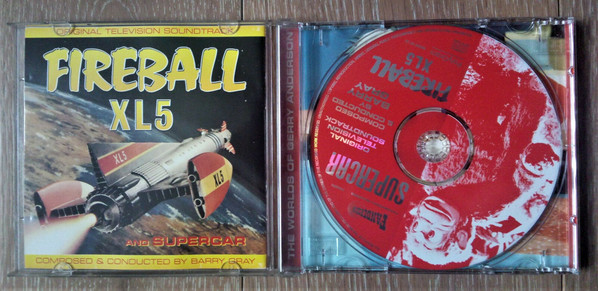 ORIGINAL TELEVISION SOUNDTRACK
FIREBALL
XL5
XL5
XL5
AND SUPERCAR
COMPOSED & CONDUCTED BY BARRY GRAY
THE WORLDS OF GERRY ANDERSON
SUPERCAR
ORIGINAL
TELEVISION
SOUNDTRACK
COMPOSED
& CONDUCTED
BY
BARRY
GRAY
FIREBALL
XL5